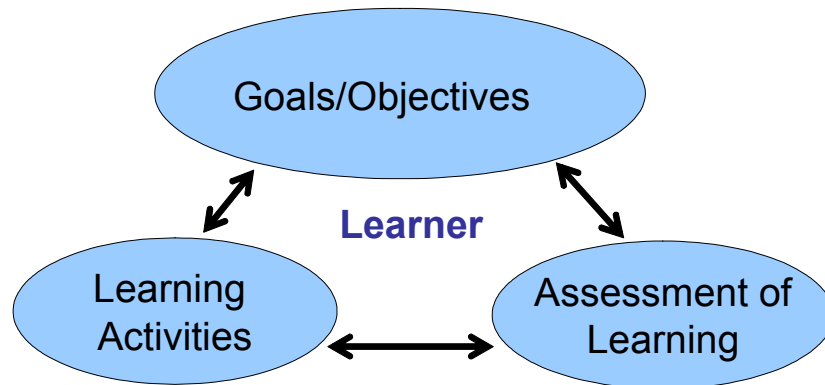 Goals/Objectives
Learner
Learning
Activities
Assessment of
Learning